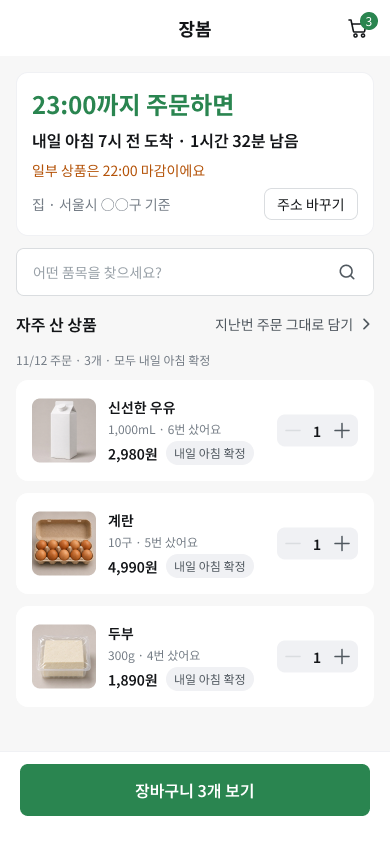 장봄
3
23:00까지 주문하면
내일 아침 7시 전 도착 · 1시간 32분 남음
일부 상품은 22:00 마감이에요
집 · 서울시 〇〇구 기준
주소 바꾸기
어떤 품목을 찾으세요?
자주 산 상품
지난번 주문 그대로 담기
11/12 주문 · 3개 · 모두 내일 아침 확정
신선한 우유
1,000mL · 6번 샀어요
2,980원 내일 아침 확정
1
계란
10구 · 5번 샀어요
4,990원 내일 아침 확정
1
두부
300g · 4번 샀어요
1,890원 내일 아침 확정
1
장바구니 3개 보기